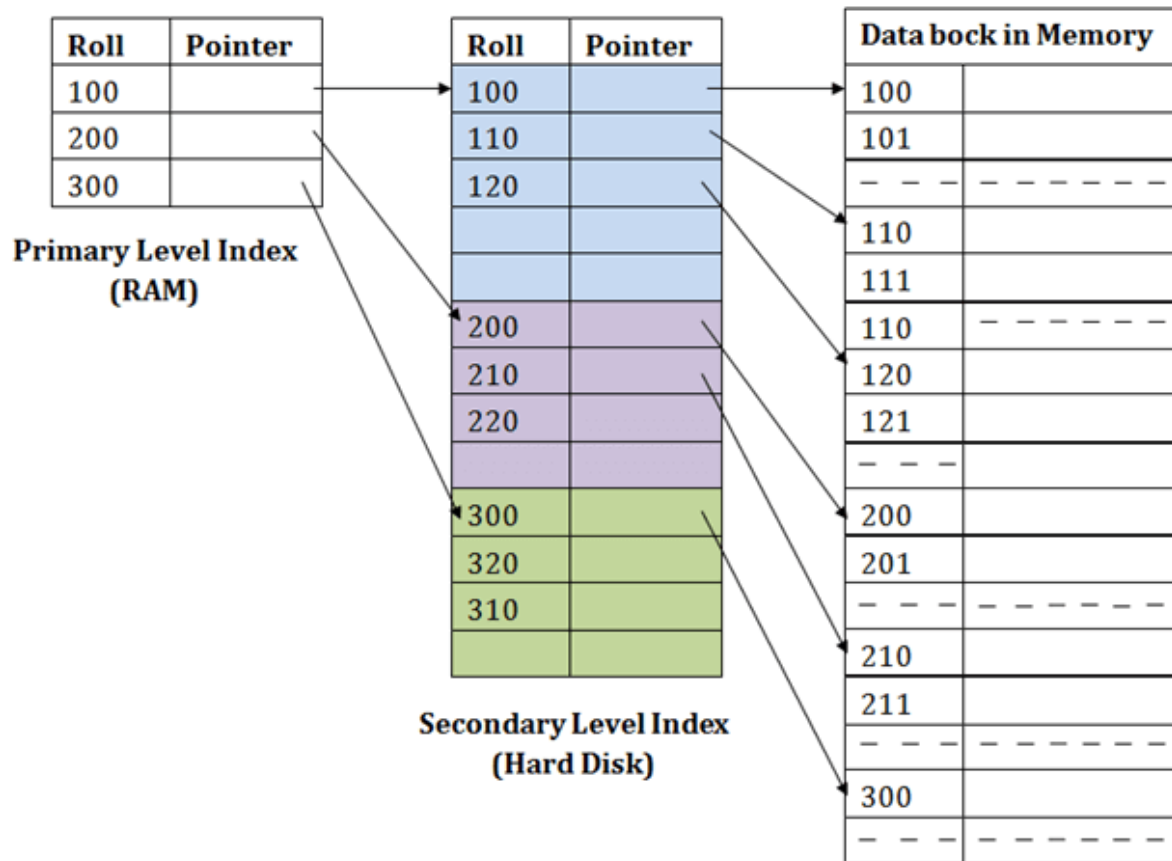 Roll Pointer
100
200
300
Primary Level Index
(RAM)
Roll Pointer
100
110
120
200
210
220
300
320
310
Secondary Level Index
(Hard Disk)
Data bock in Memory
100
101
– – – – – – – – –
110
111
110 – – – – – –
120
121
– – –
200
201
– – – – – – – – –
210
211
– – – – – – – – –
300
– – – – – – – – –